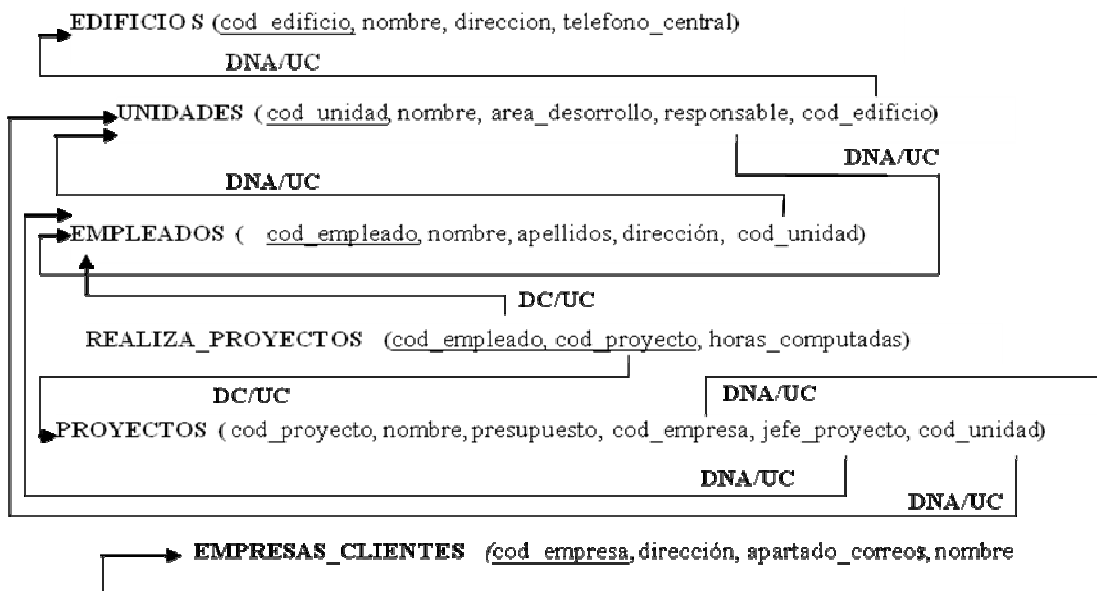 EDIFICIO S (cod_edificio, nombre, direccion, telefono_central)
DNA/UC
UNIDADES ( cod_unidad, nombre, area_desorrollo, responsable, cod_edificio)
DNA/UC
DNA/UC
EMPLEADOS ( cod_empleado, nombre, apellidos, dirección, cod_unidad)
DC/UC
REALIZA_PROYECTOS (cod_empleado, cod_proyecto, horas_computadas)
DC/UC DNA/UC
PROYECTOS ( cod_proyecto, nombre, presupuesto, cod_empresa, jefe_proyecto, cod_unidad)
DNA/UC
DNA/UC
EMPRESAS_CLIENTES (cod_empresa, dirección, apartado_correos, nombre